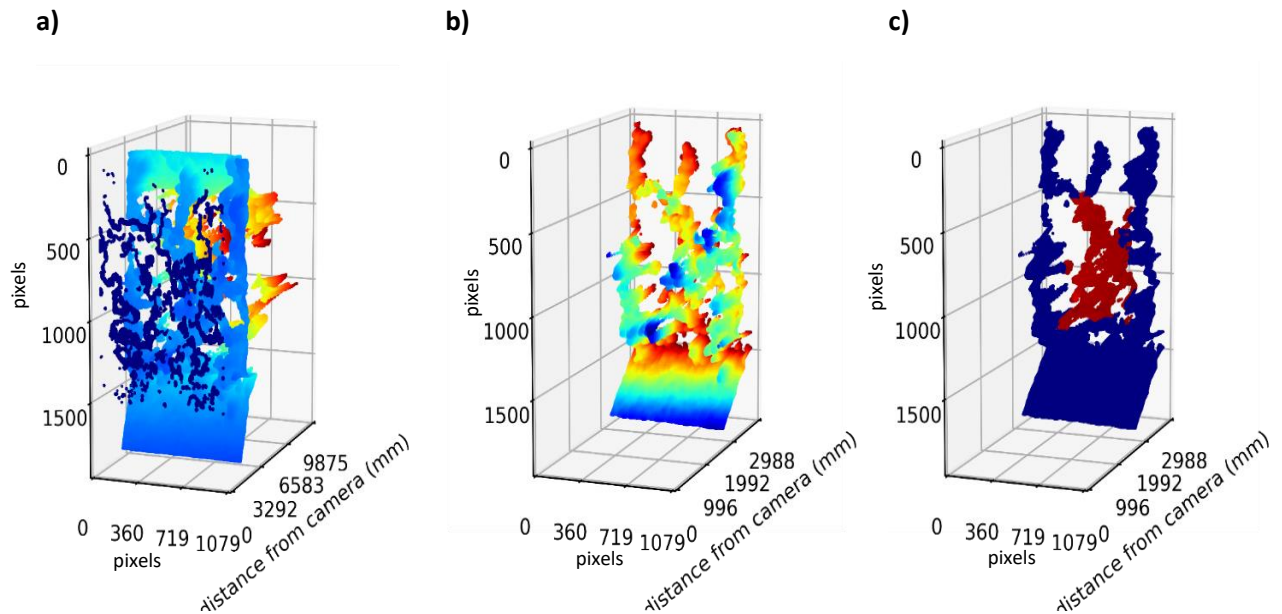 a)
0
500
1000
1500
pixels
0 360 719 1079 0
pixels
3292
6583
9875
distance from camera (mm)
b)
0
500
1000
1500
pixels
0 360 719 1079 0
pixels
996
1992
2988
distance from camera (mm)
c)
0
500
1000
1500
pixels
0 360 719 1079 0
pixels
996
1992
2988
distance from camera (mm)